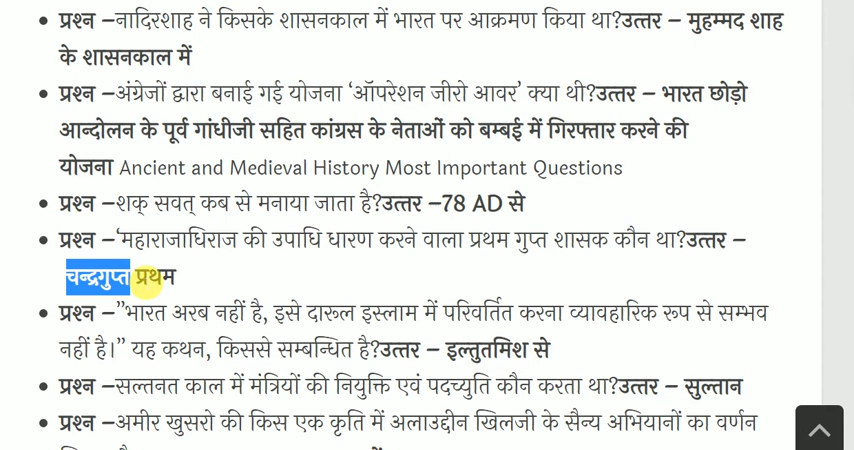 प्रश्न –नादिरशाह ने किसके शासनकाल में भारत पर आक्रमण किया था?उत्तर – मुहम्मद शाह
के शासनकाल में
प्रश्न –अंग्रेजों द्वारा बनाई गई योजना ‘ऑपरेशन जीरो आवर’ क्या थी?उत्तर – भारत छोड़ो
आन्दोलन के पूर्व गांधीजी सहित कांग्रस के नेताओं को बम्बई में गिरफ्तार करने की
योजना Ancient and Medieval History Most Important Questions
प्रश्न –शक् सवत् कब से मनाया जाता है?उत्तर –78 AD से
प्रश्न –‘महाराजाधिराज की उपाधि धारण करने वाला प्रथम गुप्त शासक कौन था?उत्तर –
चन्द्रगुप्त प्रथम
प्रश्न –”भारत अरब नहीं है, इसे दारूल इस्लाम में परिवर्तित करना व्यावहारिक रूप से सम्भव
नहीं है।” यह कथन, किससे सम्बन्धित है?उत्तर – इल्तुतमिश से
प्रश्न –सल्तनत काल में मंत्रियों की नियुक्ति एवं पदच्युति कौन करता था?उत्तर – सुल्तान
प्रश्न –अमीर खुसरो की किस एक कृति में अलाउद्दीन खिलजी के सैन्य अभियानों का वर्णन